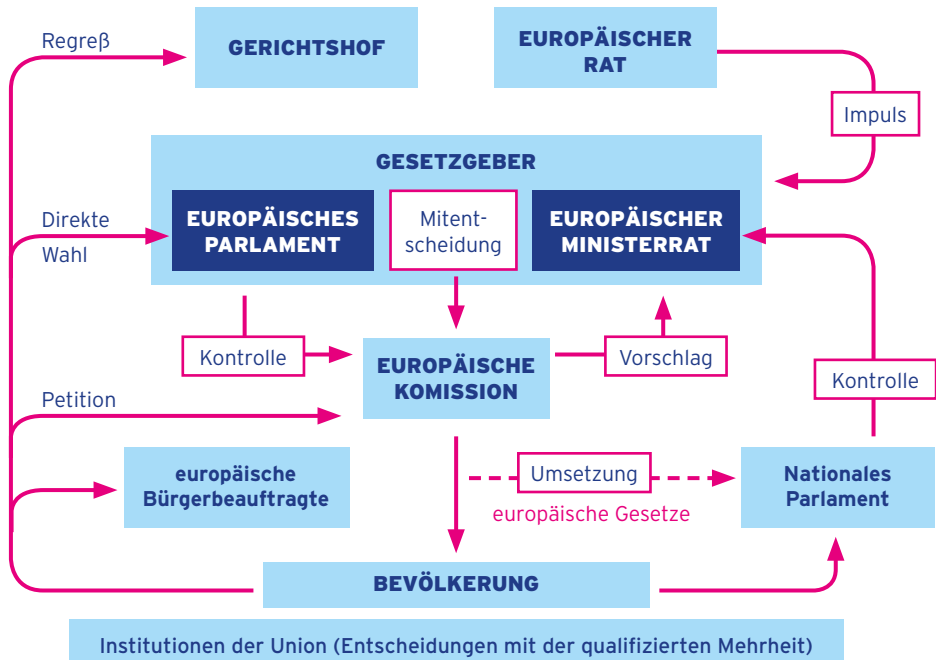 Regreß
GERICHTSHOF
EUROPÄISCHER
RAT
Impuls
GESETZGEBER
Direkte
Wahl
EUROPÄISCHES
PARLAMENT
Mitent-
scheidung
EUROPÄISCHER
MINISTERRAT
Kontrolle
EUROPÄISCHE
KOMISSION
Vorschlag
Kontrolle
Petition
europäische
Bürgerbeauftragte
Umsetzung
europäische Gesetze
Nationales
Parlament
BEVÖLKERUNG
Institutionen der Union (Entscheidungen mit der qualifizierten Mehrheit)